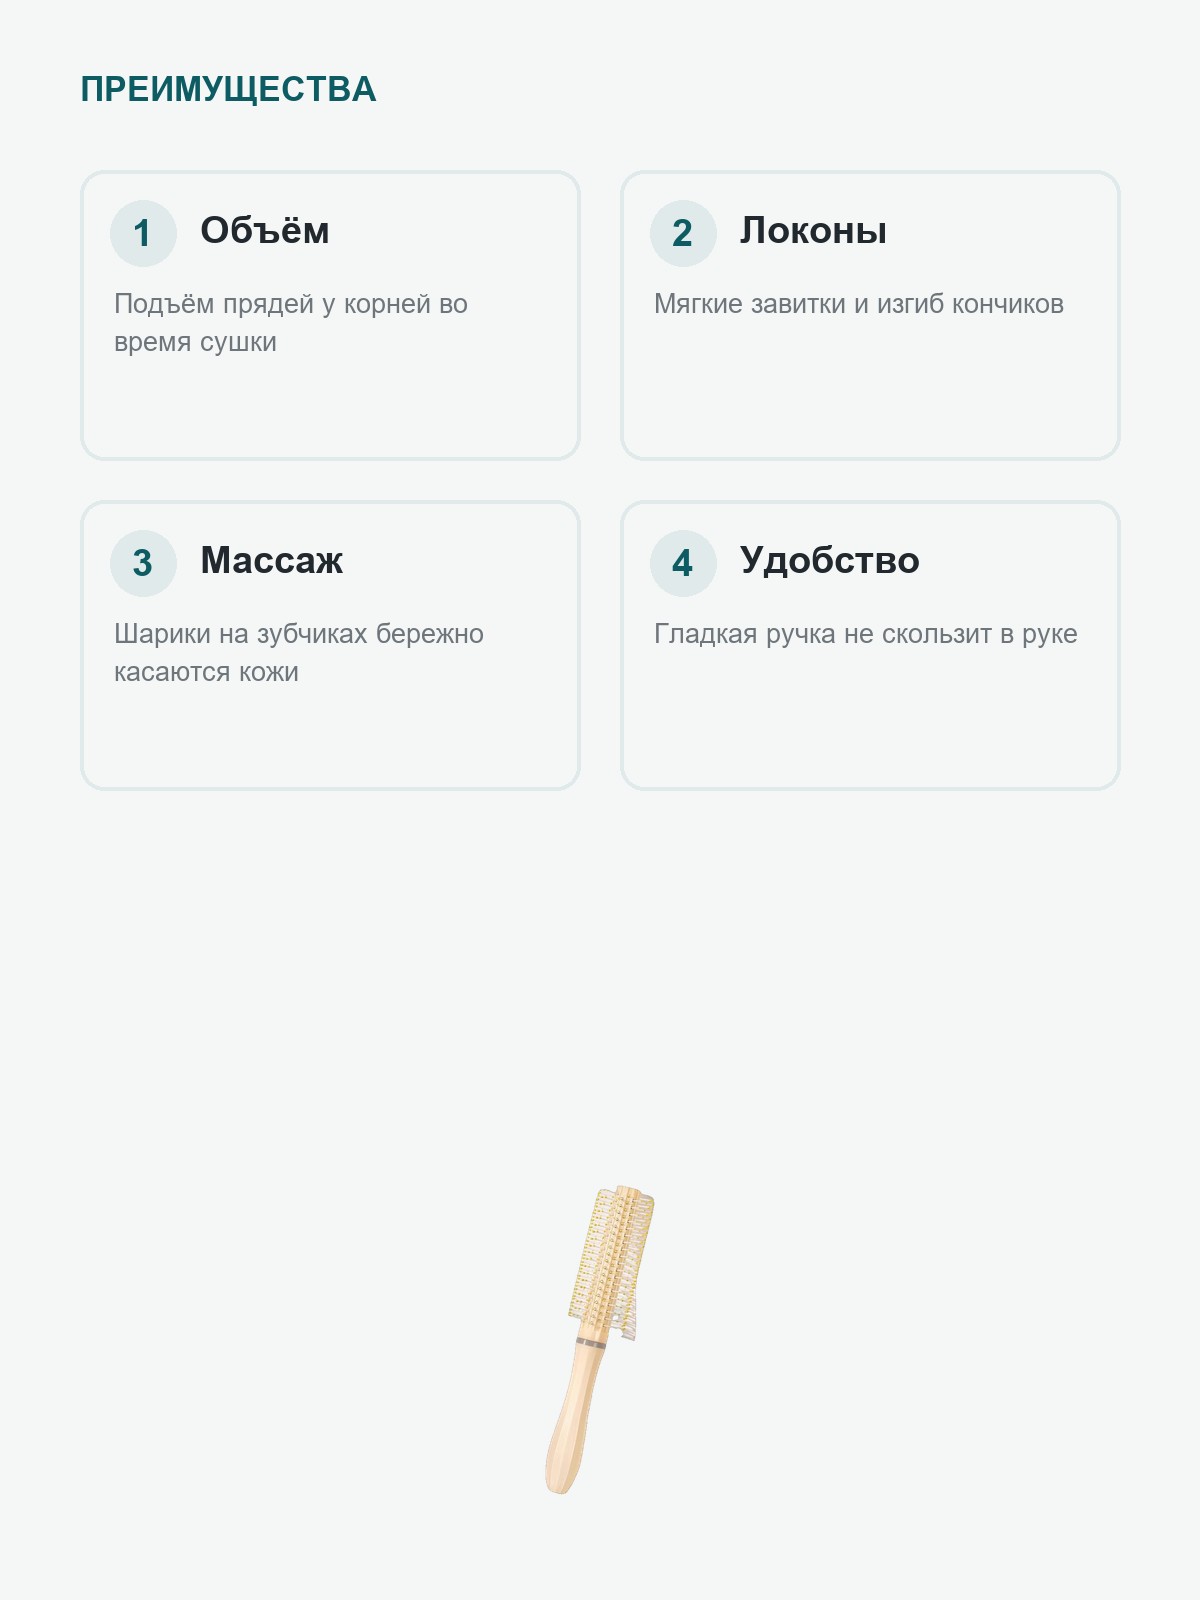 ПРЕИМУЩЕСТВА
1 Объём
Подъём прядей у корней во
время сушки
2 Локоны
Мягкие завитки и изгиб кончиков
3 Массаж
Шарики на зубчиках бережно
касаются кожи
4 Удобство
Гладкая ручка не скользит в руке